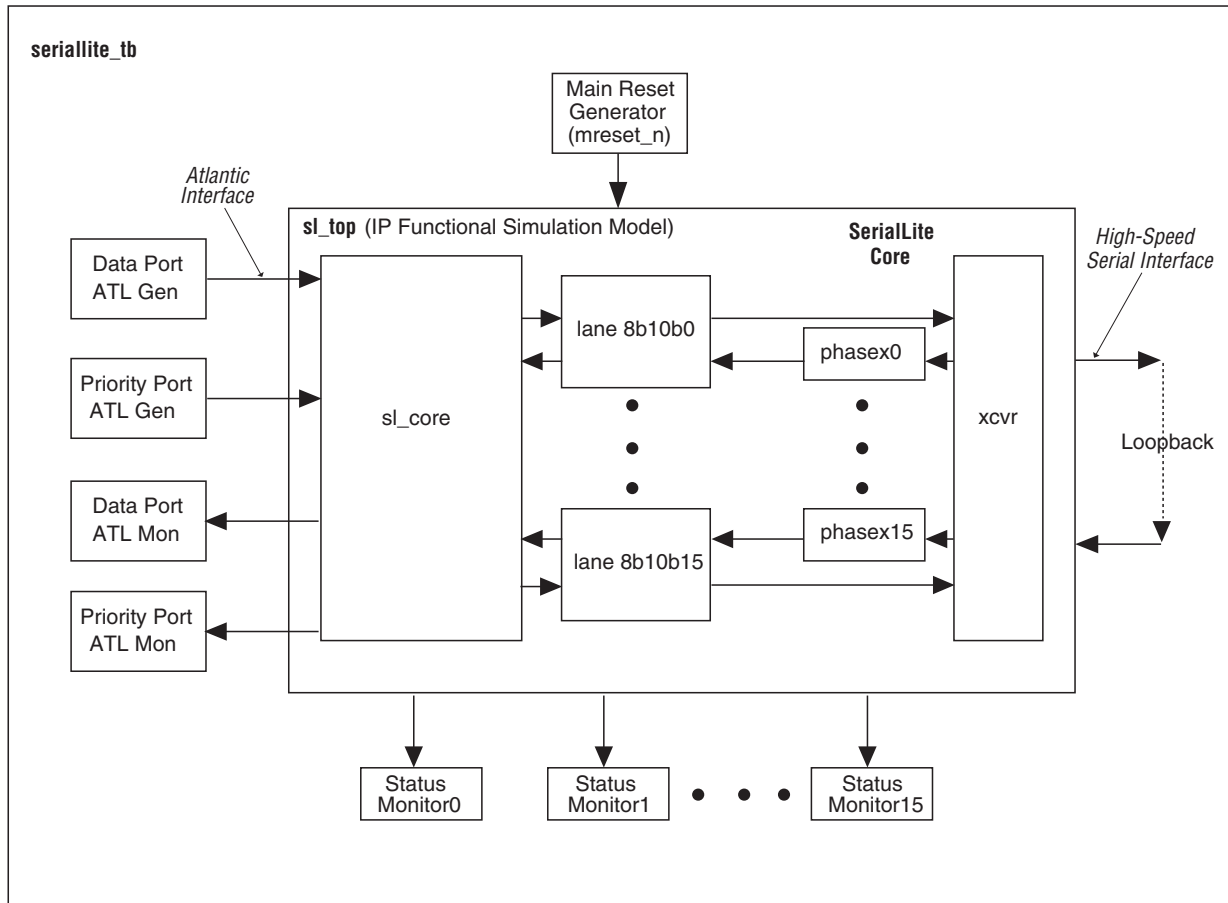 seriallite_tb
Main Reset
Generator
(mreset_n)
Atlantic
Interface
sl_top (IP Functional Simulation Model)
SerialLite
Core
High-Speed
Serial Interface
Data Port
ATL Gen
Priority Port
ATL Gen
Data Port
ATL Mon
Priority Port
ATL Mon
sl_core
lane 8b10b0
phasex0
lane 8b10b15
phasex15
xcvr
Loopback
Status
Monitor0
Status
Monitor1
Status
Monitor15